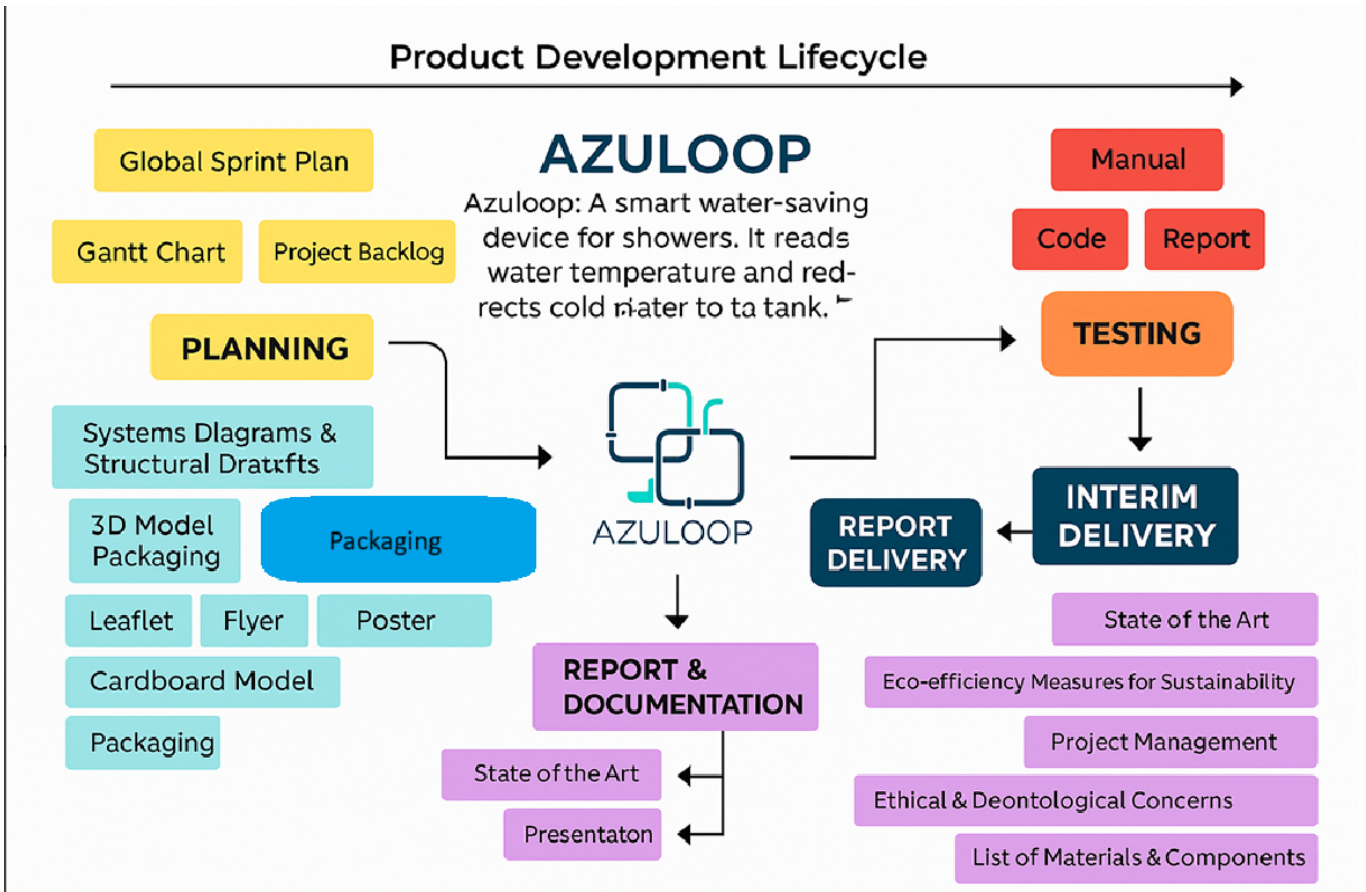 Product Development Lifecycle
Global Sprint Plan
Gantt Chart
Project Backlog
PLANNING
Systems Dlagrams &
Structural
3D Model
Packaging
Packaging
Leaflet
Flyer
Poster
Cardboard Model
Packaging
AZULOOP
Azuloop: A smart water-saving
device for showers. It reads
water temperature and red-
rects cold to ta tank.
AZULOOP
REPORT &
DOCUMENTATION
State of the Art
Presentaton
Manual
Code
Report
TESTING
INTERIM
DELIVERY
REPORT
DELIVERY
State of the Art
Eco-efficiency Measures for Sustainability
Project Management
Ethical & Deontological Concerns
List of Materials & Components